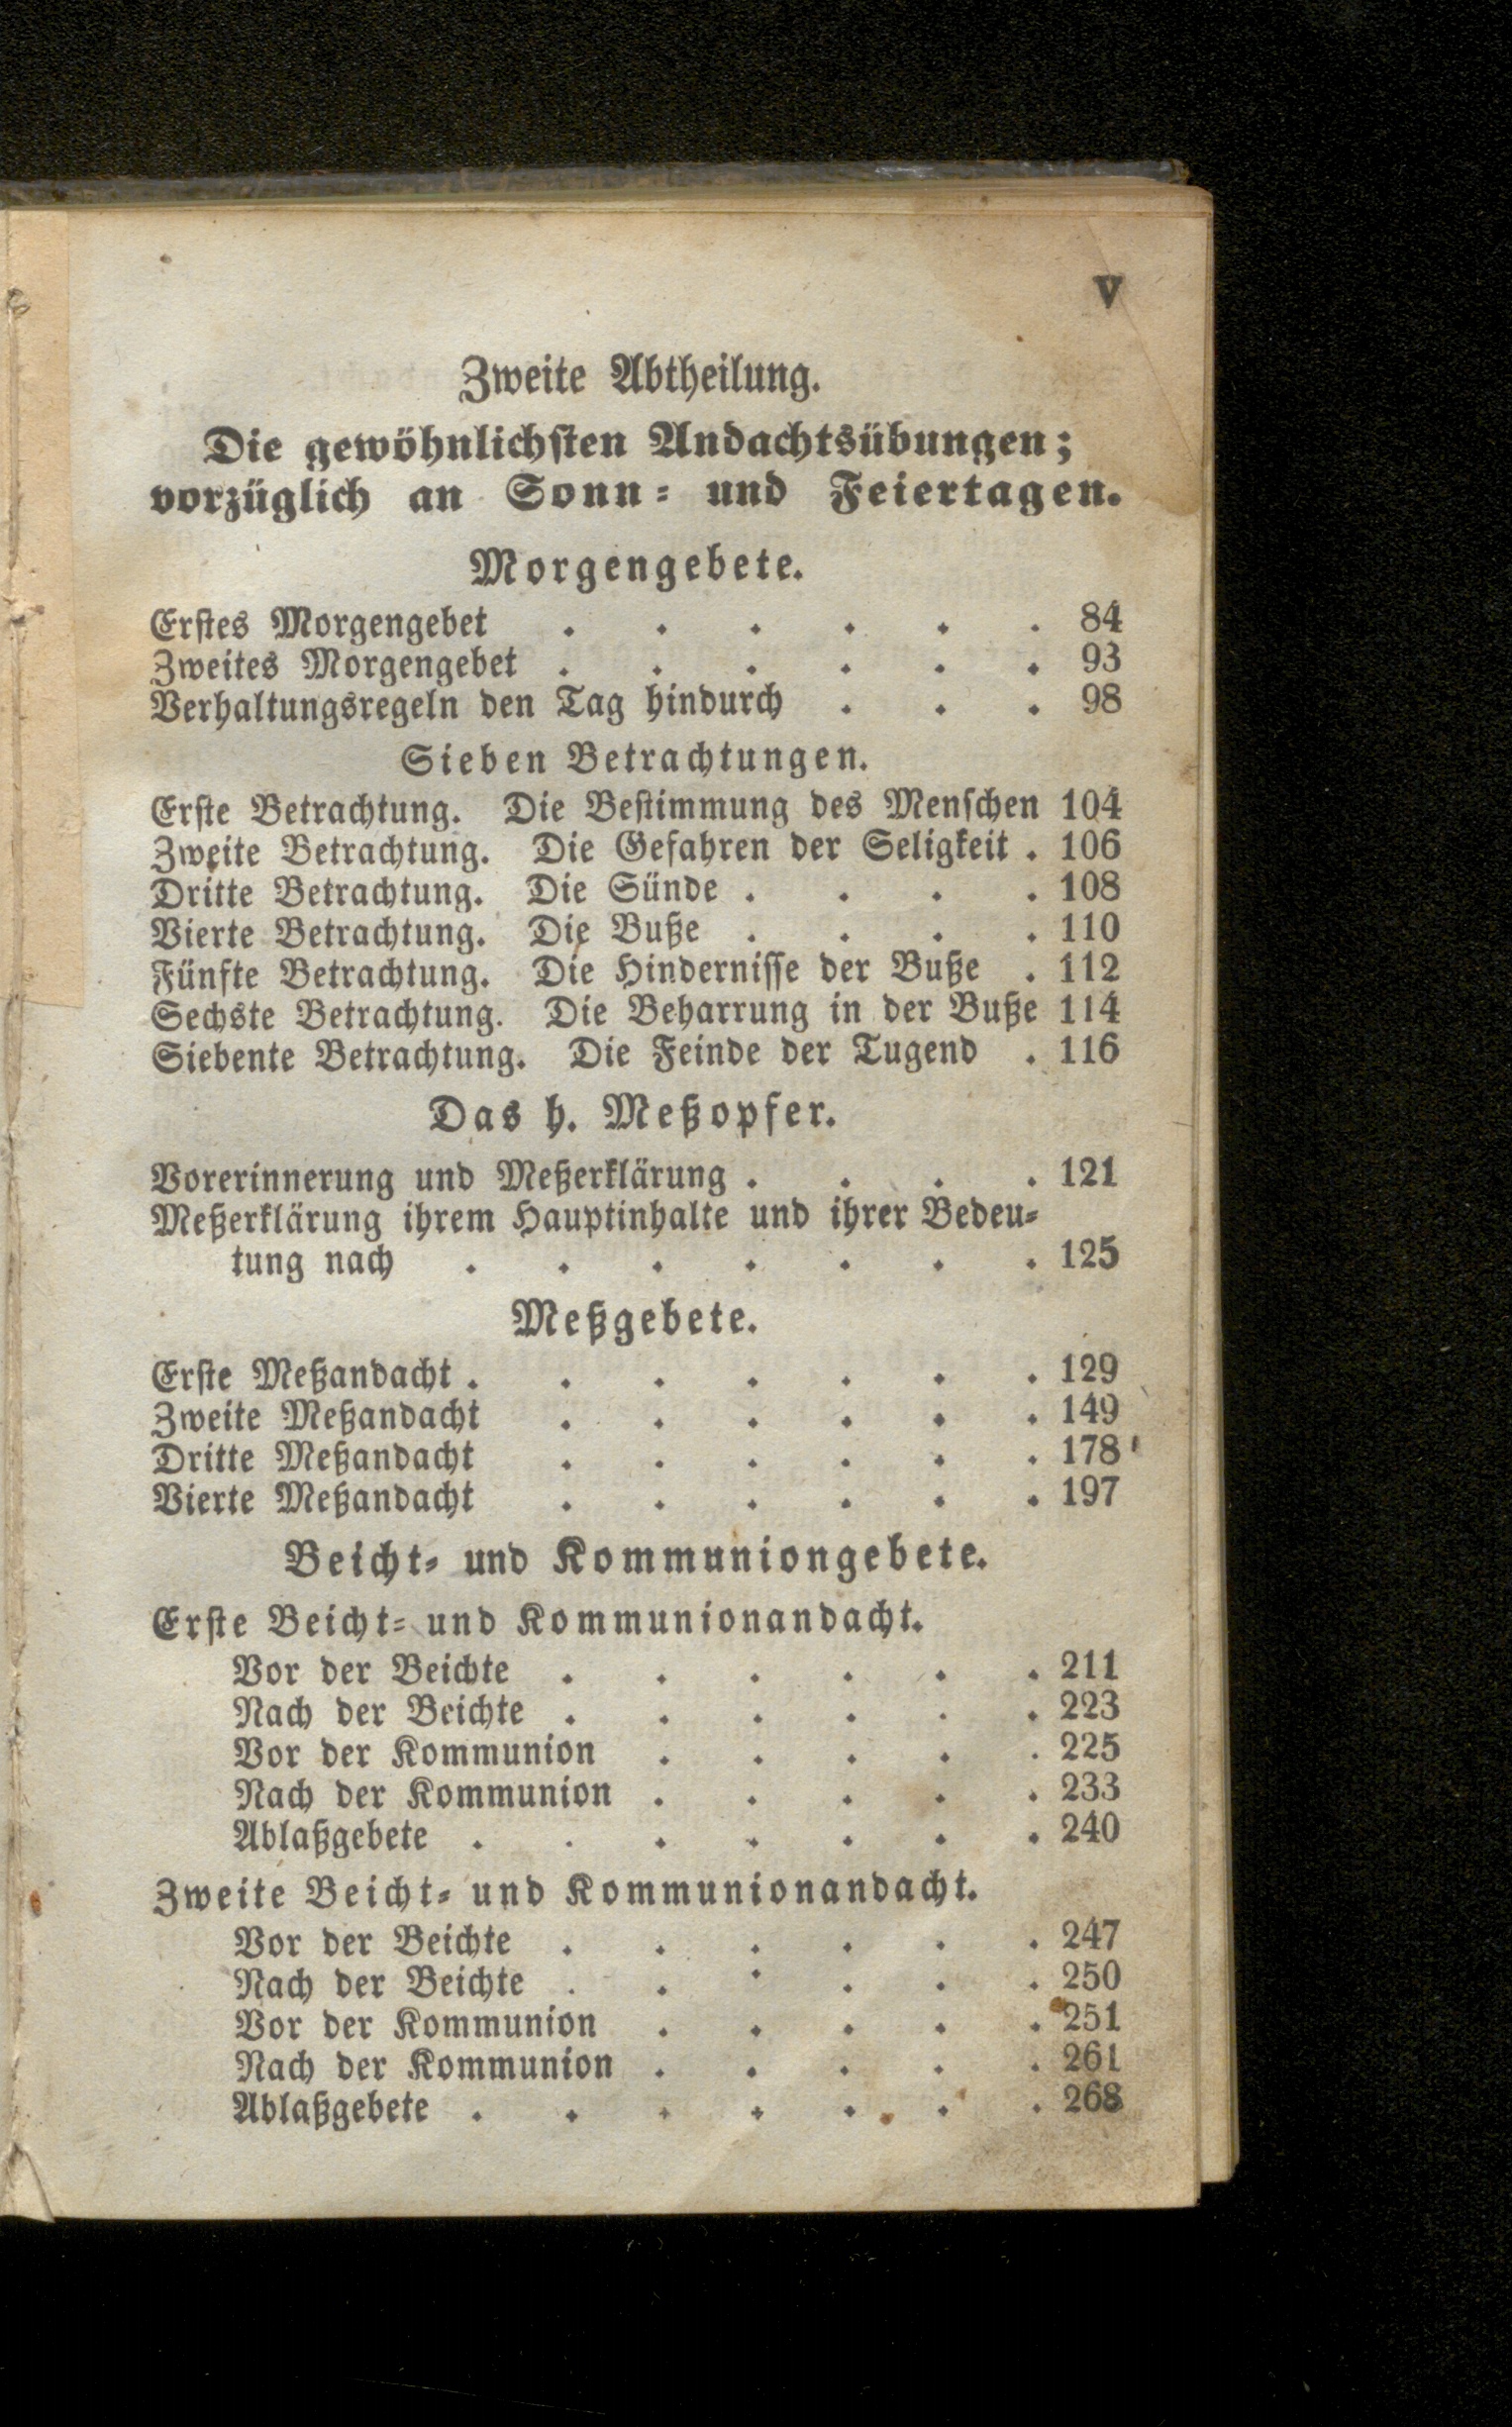 V
Zweite Abtheilung.
Die gewöhnlichsten Andachtsübungen;
vorzüglich an Sonn- und Feiertagen.
Morgengebete.
Erstes Morgengebet . . . . . . 84
Zweites Morgengebet . . . . . . 93
Verhaltungsregeln den Tag hindurch . . . 98
Sieben Betrachtungen.
Erste Betrachtung. Die Bestimmung des Menschen 104
Zweite Betrachtung. Die Gefahren der Seligkeit . 106
Dritte Betrachtung. Die Sünde . . . . 108
Vierte Betrachtung. Die Buße . . . . 110
Fünfte Betrachtung. Die Hindernisse der Buße . 112
Sechste Betrachtung. Die Beharrung in der Buße 114
Siebente Betrachtung. Die Feinde der Tugend . 116
Das h. Meßopfer.
Vorerinnerung und Meßerklärung . . . . 121
Meßerklärung ihrem Hauptinhalte und ihrer Bedeu-
tung nach . . . . . . . 125
Meßgebete.
Erste Meßandacht . . . . . . . 129
Zweite Meßandacht . . . . . . 149
Dritte Meßandacht . . . . . . 178
Vierte Meßandacht . . . . . . 197
Beicht- und Kommuniongebete.
Erste Beicht- und Kommunionandacht.
Vor der Beichte . . . . . . 211
Nach der Beichte . . . . . . 223
Vor der Kommunion . . . . . 225
Nach der Kommunion . . . . . 233
Ablaßgebete . . . . . . . 240
Zweite Beicht- und Kommunionandacht.
Vor der Beichte . . . . . . 247
Nach der Beichte . . . . . . 250
Vor der Kommunion . . . . . 251
Nach der Kommunion . . . . . 261
Ablaßgebete . . . . . . . 268